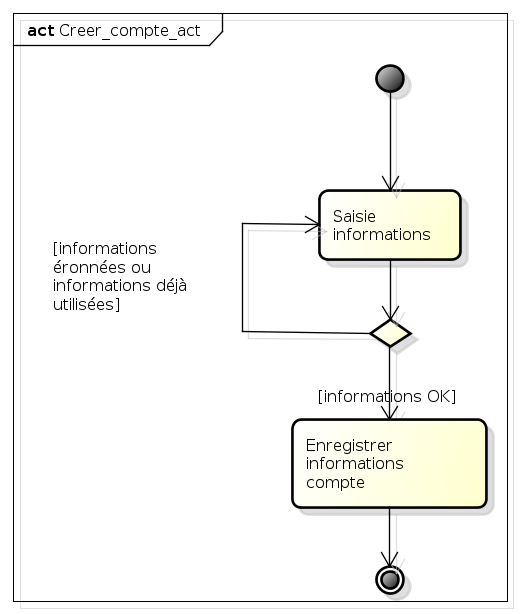 act Creer_compte_act
Saisie
informations
[informations
éronnées ou
informations déjà
utilisées]
[informations OK]
Enregistrer
informations
compte